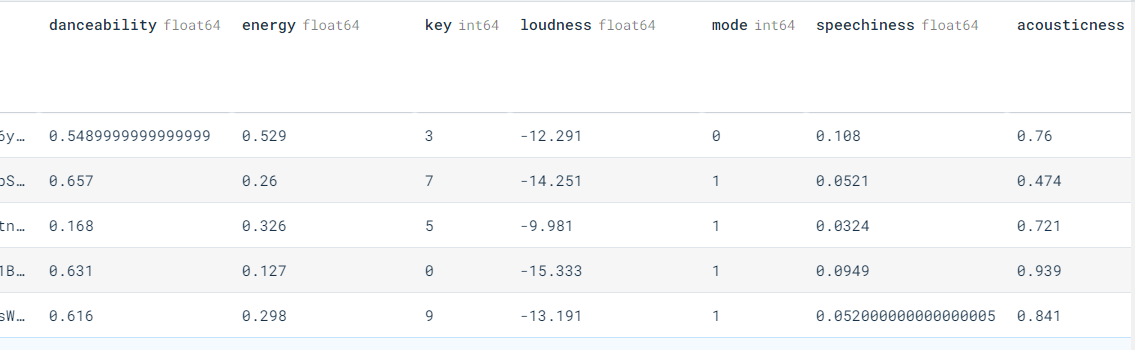 danceability float64 energy float64 key int64 loudness float64 mode int64 speechiness float64 acousticness
6y… 0.5489999999999999 0.529 3 -12.291 0 0.108 0.76
pS… 0.657 0.26 7 -14.251 1 0.0521 0.474
tn… 0.168 0.326 5 -9.981 1 0.0324 0.721
1B… 0.631 0.127 0 -15.333 1 0.0949 0.939
sW… 0.616 0.298 9 -13.191 1 0.052000000000000005 0.841